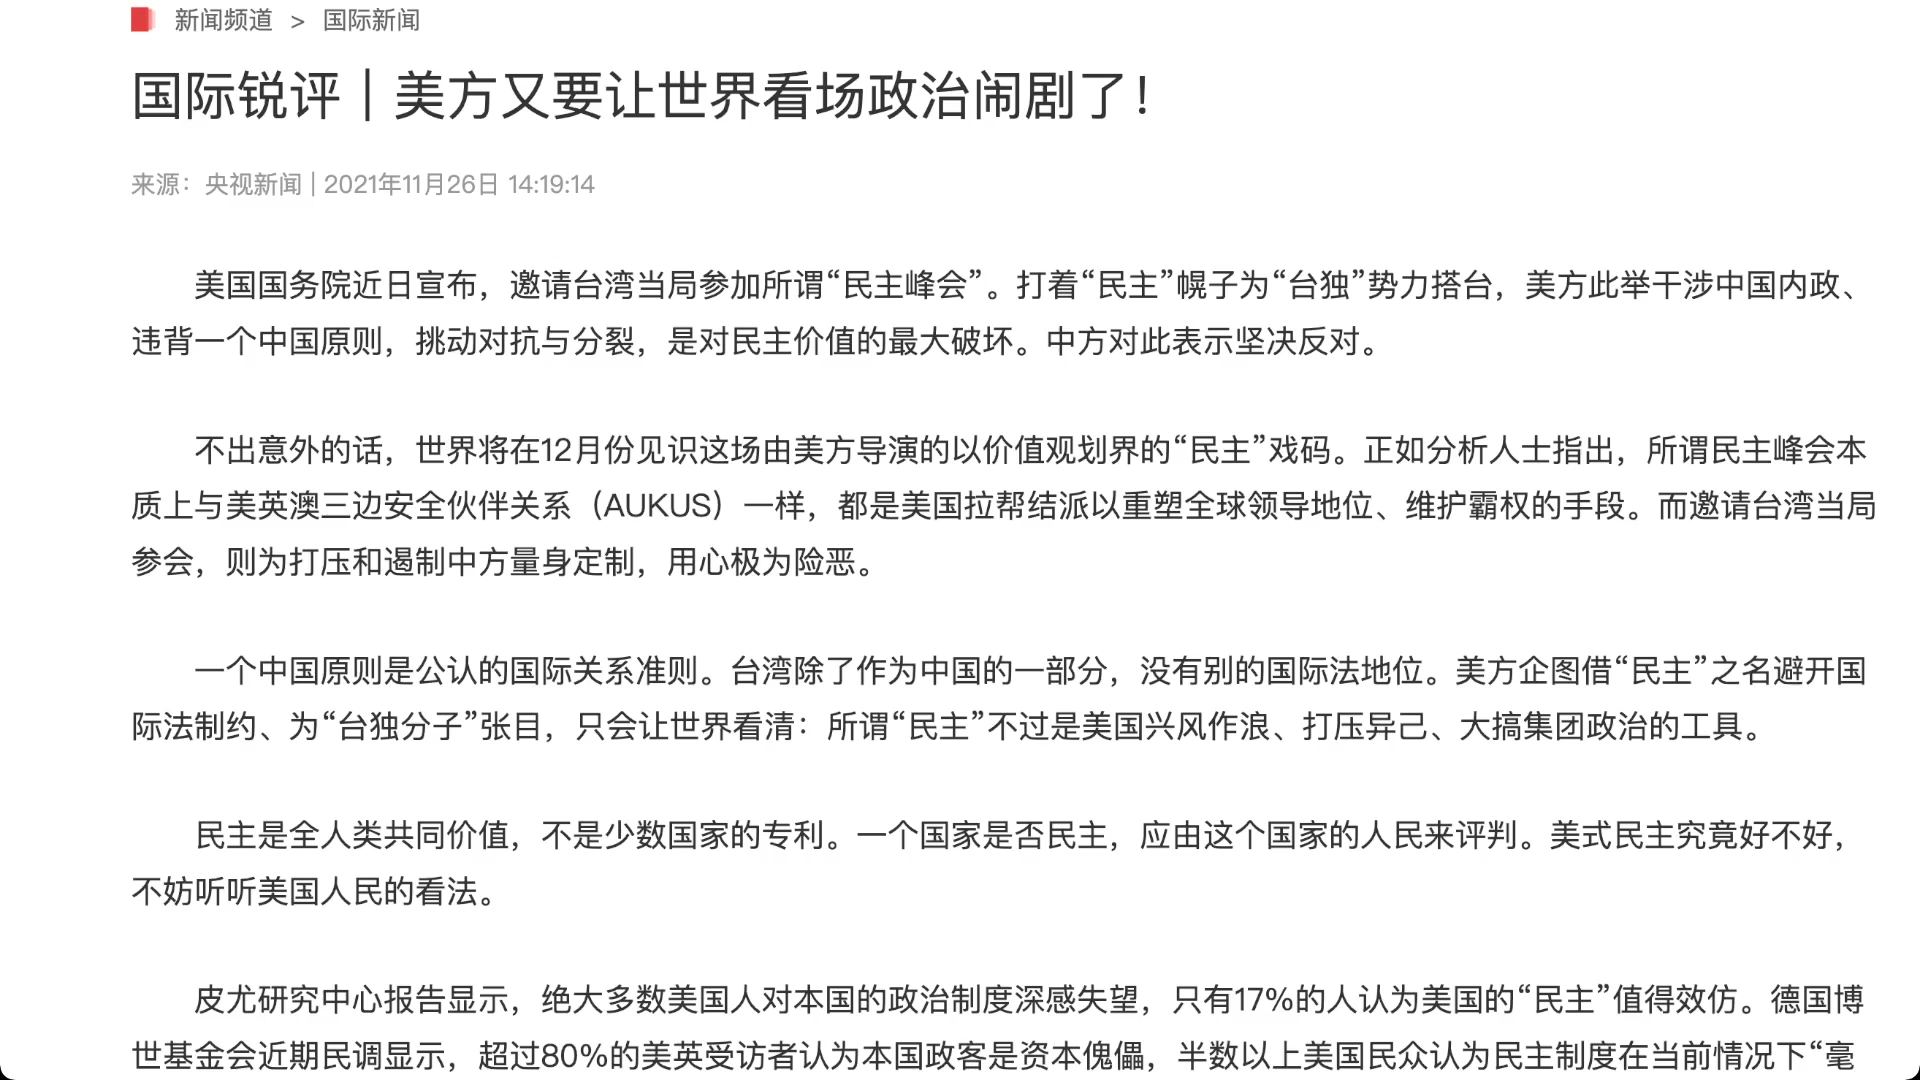 新闻频道 > 国际新闻
国际锐评｜美方又要让世界看场政治闹剧了！
来源：央视新闻 | 2021年11月26日 14:19:14
美国国务院近日宣布，邀请台湾当局参加所谓“民主峰会”。打着“民主”幌子为“台独”势力搭台，美方此举干涉中国内政、
违背一个中国原则，挑动对抗与分裂，是对民主价值的最大破坏。中方对此表示坚决反对。
不出意外的话，世界将在12月份见识这场由美方导演的以价值观划界的“民主”戏码。正如分析人士指出，所谓民主峰会本
质上与美英澳三边安全伙伴关系（AUKUS）一样，都是美国拉帮结派以重塑全球领导地位、维护霸权的手段。而邀请台湾当局
参会，则为打压和遏制中方量身定制，用心极为险恶。
一个中国原则是公认的国际关系准则。台湾除了作为中国的一部分，没有别的国际法地位。美方企图借“民主”之名避开国
际法制约、为“台独分子”张目，只会让世界看清：所谓“民主”不过是美国兴风作浪、打压异己、大搞集团政治的工具。
民主是全人类共同价值，不是少数国家的专利。一个国家是否民主，应由这个国家的人民来评判。美式民主究竟好不好，
不妨听听美国人民的看法。
皮尤研究中心报告显示，绝大多数美国人对本国的政治制度深感失望，只有17%的人认为美国的“民主”值得效仿。德国博
世基金会近期民调显示，超过80%的美英受访者认为本国政客是资本傀儡，半数以上美国民众认为民主制度在当前情况下“毫